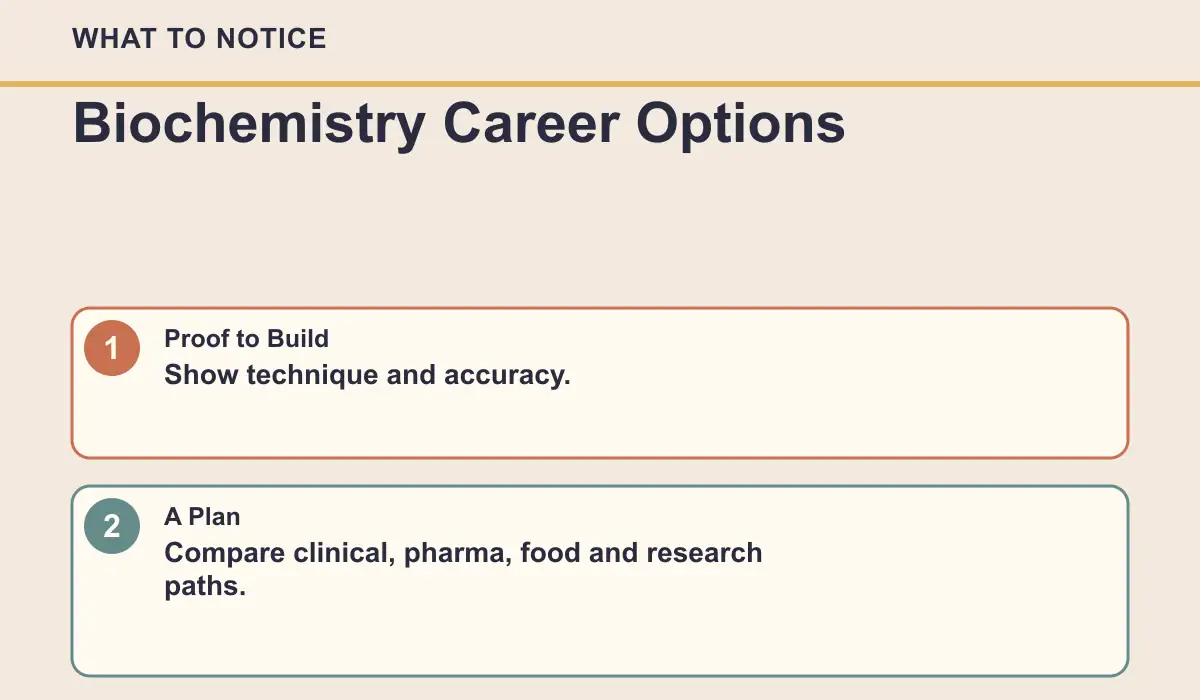 WHAT TO NOTICE
Biochemistry Career Options
1
Proof to Build
Show technique and accuracy.
2
A Plan
Compare clinical, pharma, food and research
paths.